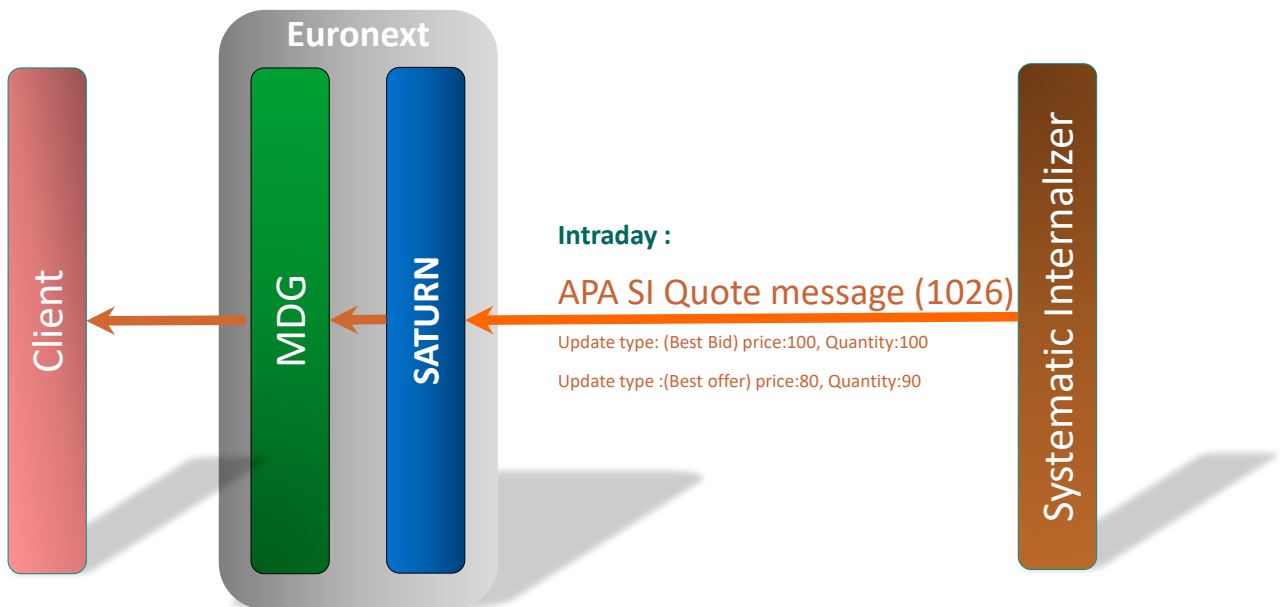 Euronext
Client
MDG
SATURN
Intraday :
APA SI Quote message (1026)
Update type: (Best Bid) price:100, Quantity:100
Update type :(Best offer) price:80, Quantity:90
Systematic Internalizer